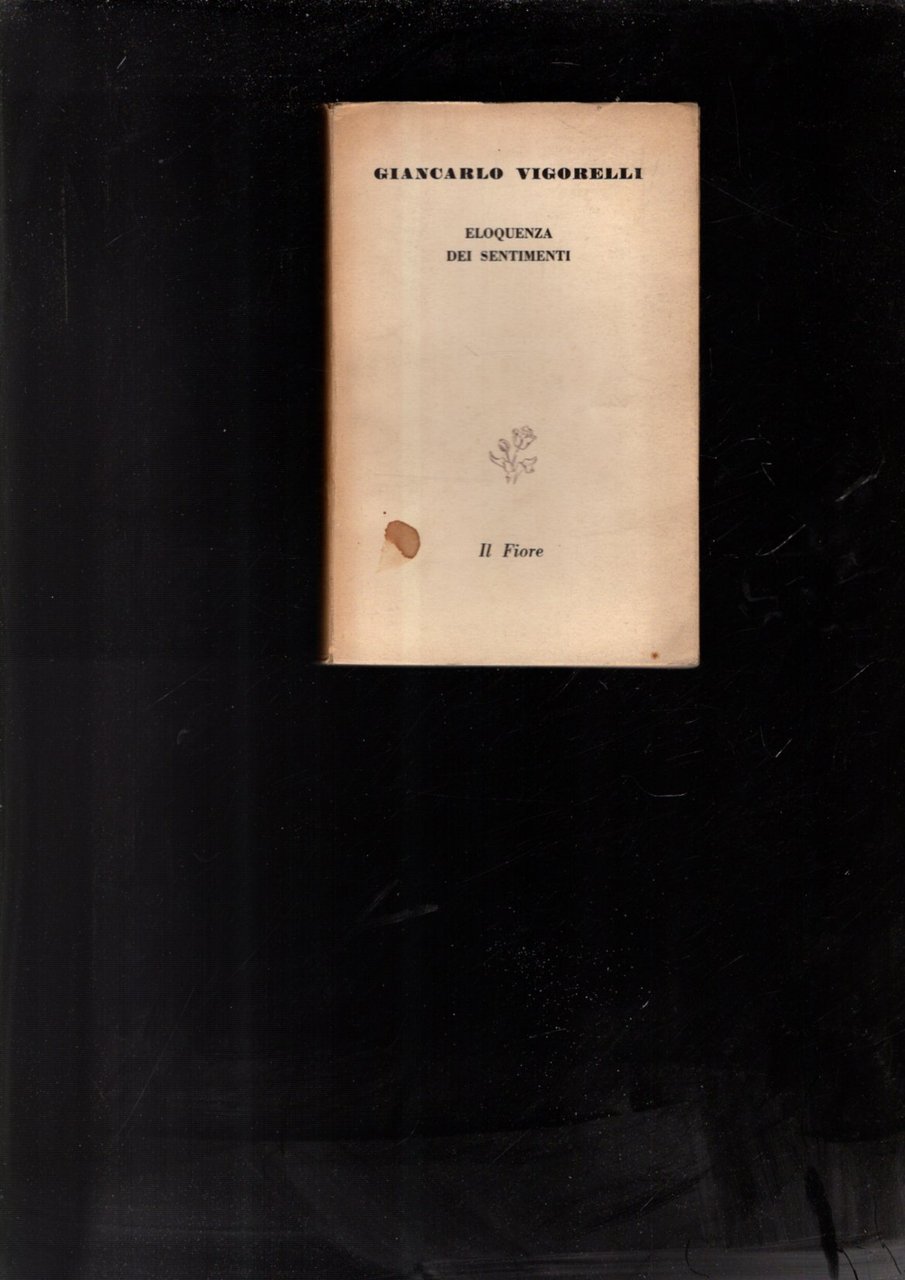 GIANCARLO VIGORELLI
ELOQUENZA
DEI SENTIMENTI
Il Fiore